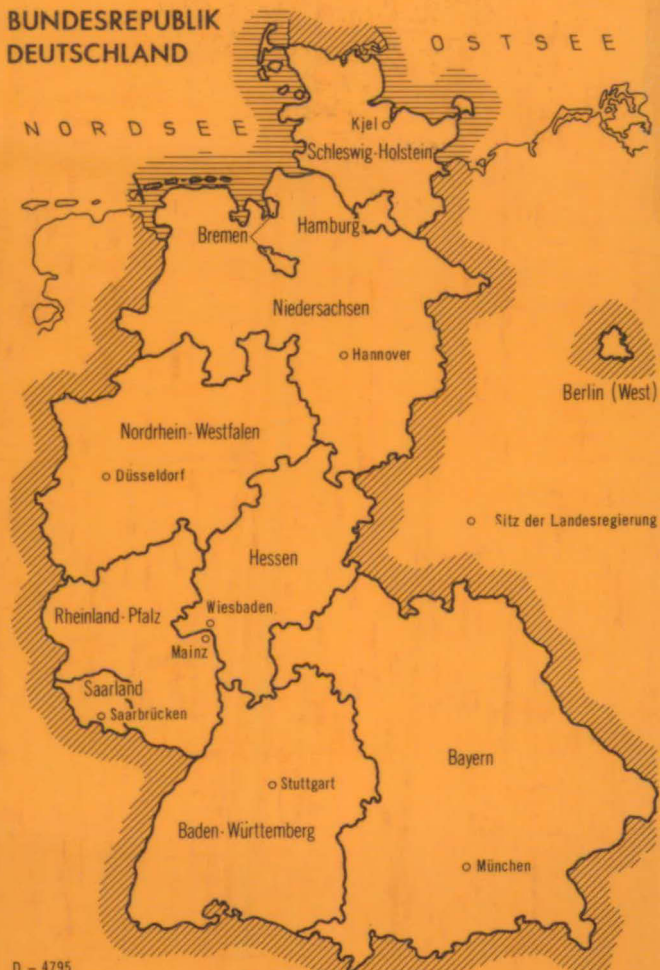 BUNDESREPUBLIK
DEUTSCHLAND
OSTSEE
NORDSEE
Kiel
Schleswig-Holstein
Hamburg
Bremen
Niedersachsen
Hannover
Berlin (West)
Nordrhein-Westfalen
Düsseldorf
Sitz der Landesregierung
Hessen
Wiesbaden
Rheinland-Pfalz
Mainz
Saarland
Saarbrücken
Bayern
Stuttgart
Baden-Württemberg
München
D - 4795